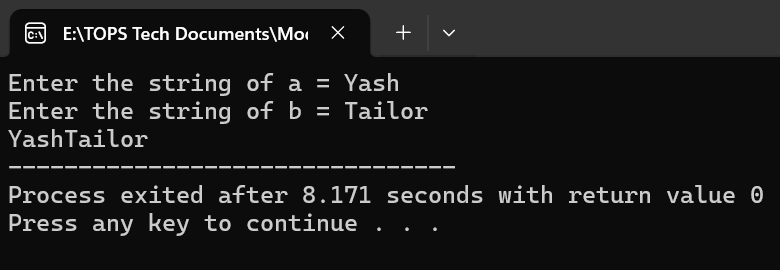 E:\TOPS Tech Documents\Mo
Enter the string of a = Yash
Enter the string of b = Tailor
YashTailor
--------------------------------
Process exited after 8.171 seconds with return value 0
Press any key to continue . . .